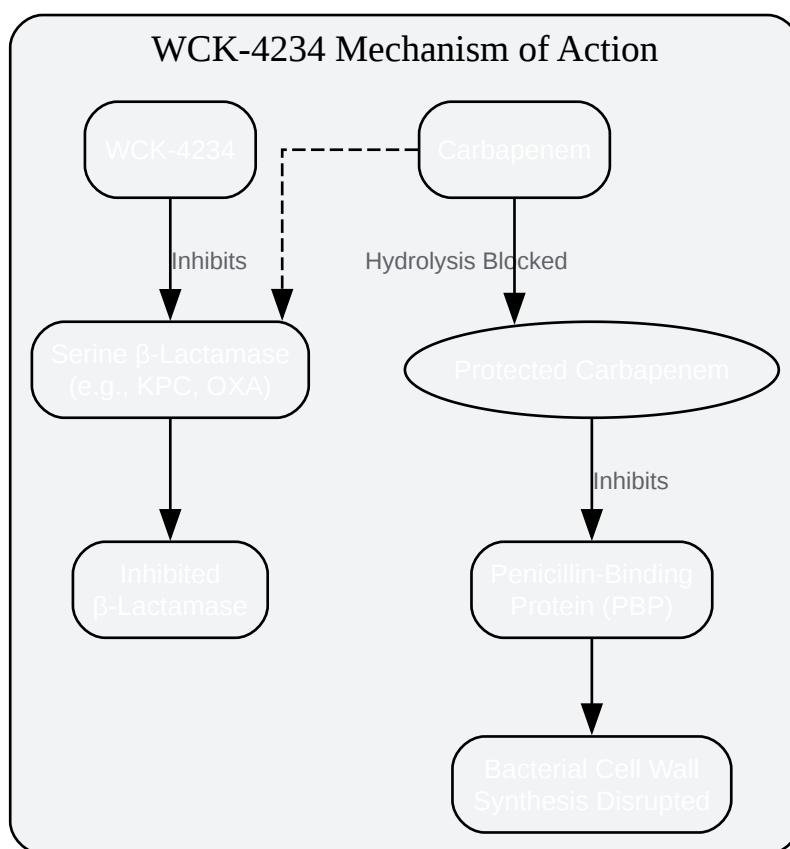 WCK-4234 Mechanism of Action
WCK-4234
Carbapenem
Inhibits
Hydrolysis Blocked
Serine β-Lactamase
(e.g., KPC, OXA)
Protected Carbapenem
Inhibits
Inhibited
β-Lactamase
Penicillin-Binding
Protein (PBP)
Bacterial Cell Wall
Synthesis Disrupted